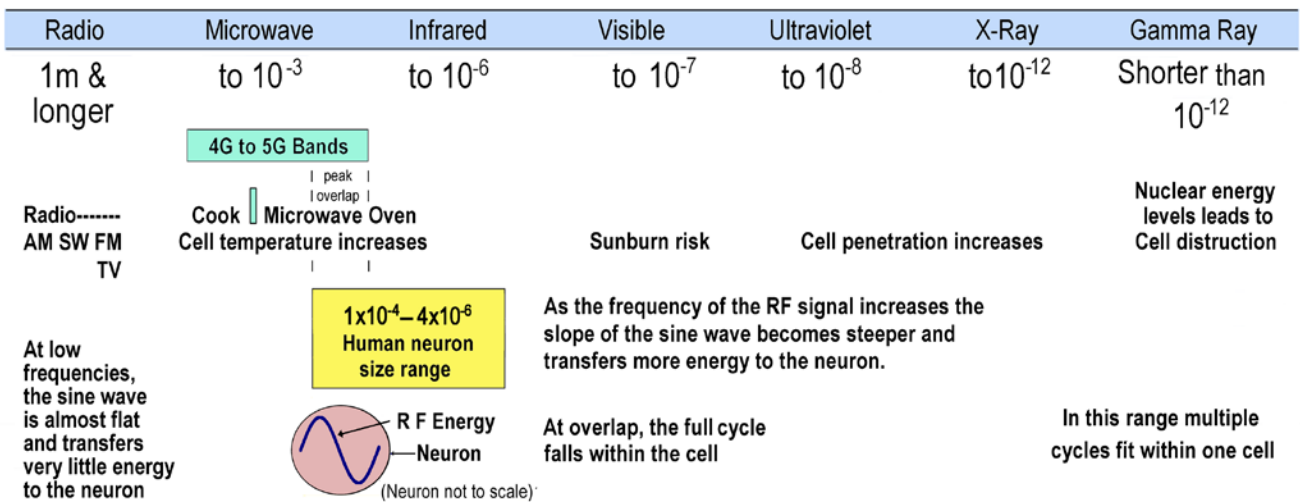 Radio Microwave Infrared Visible Ultraviolet X-Ray Gamma Ray
1m &
longer
to 10⁻³
to 10⁻⁶
to 10⁻⁷
to 10⁻⁸
to10⁻¹²
Shorter than
10⁻¹²
4G to 5G Bands
peak
overlap
Radio-------
AM SW FM
TV
Cook Microwave Oven
Cell temperature increases
Sunburn risk
Cell penetration increases
Nuclear energy
levels leads to
Cell distruction
1x10⁻⁴– 4x10⁻⁶
Human neuron
size range
As the frequency of the RF signal increases the
slope of the sine wave becomes steeper and
transfers more energy to the neuron.
At low
frequencies,
the sine wave
is almost flat
and transfers
very little energy
to the neuron
R F Energy
Neuron
(Neuron not to scale)
At overlap, the full cycle
falls within the cell
In this range multiple
cycles fit within one cell